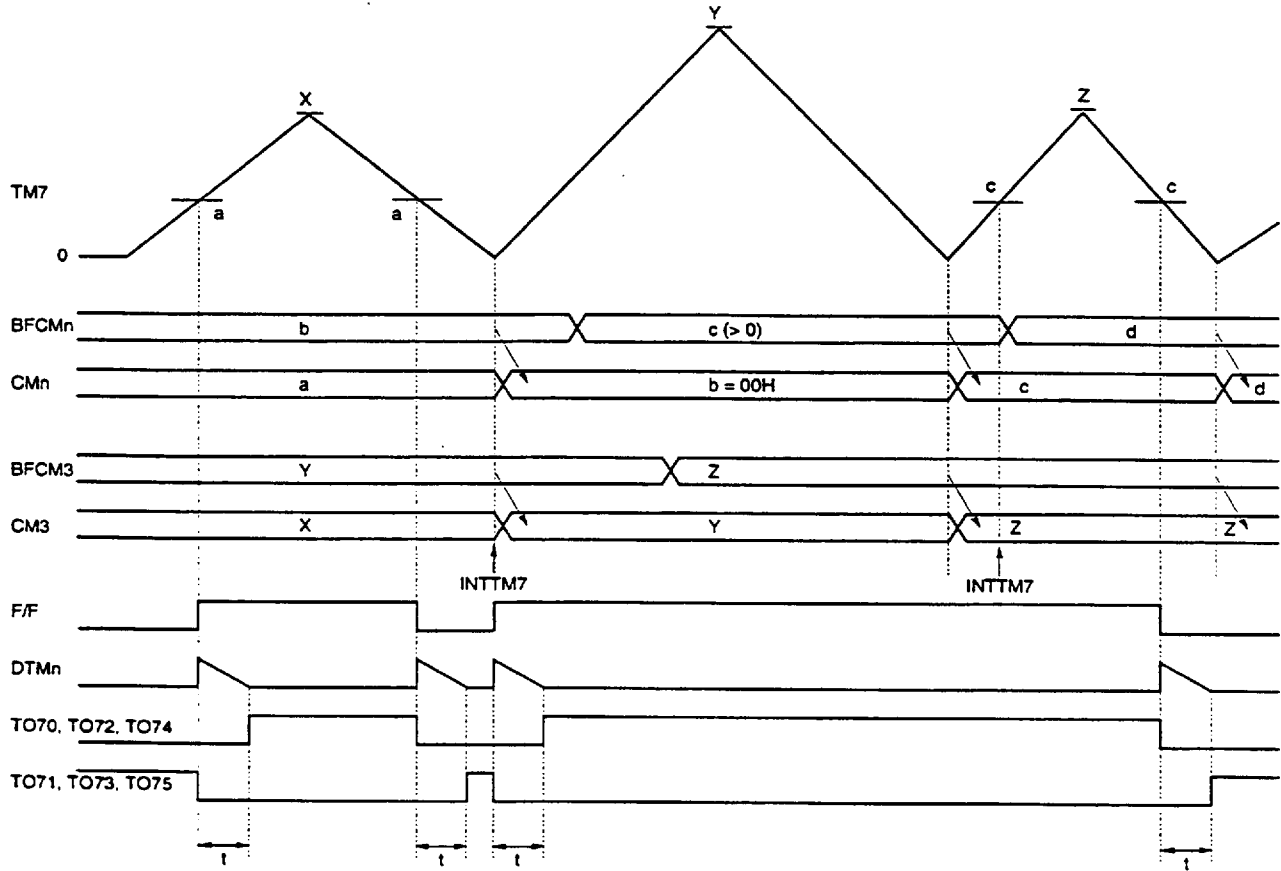 Y
X
Z
TM7
a
a
c
c
0
BFCMn
b
c (> 0)
d
CMn
a
b = 00H
c
d
BFCM3
Y
Z
CM3
X
Y
Z
Z
INTTM7
INTTM7
F/F
DTMn
TO70, TO72, TO74
TO71, TO73, TO75
t
t
t
t